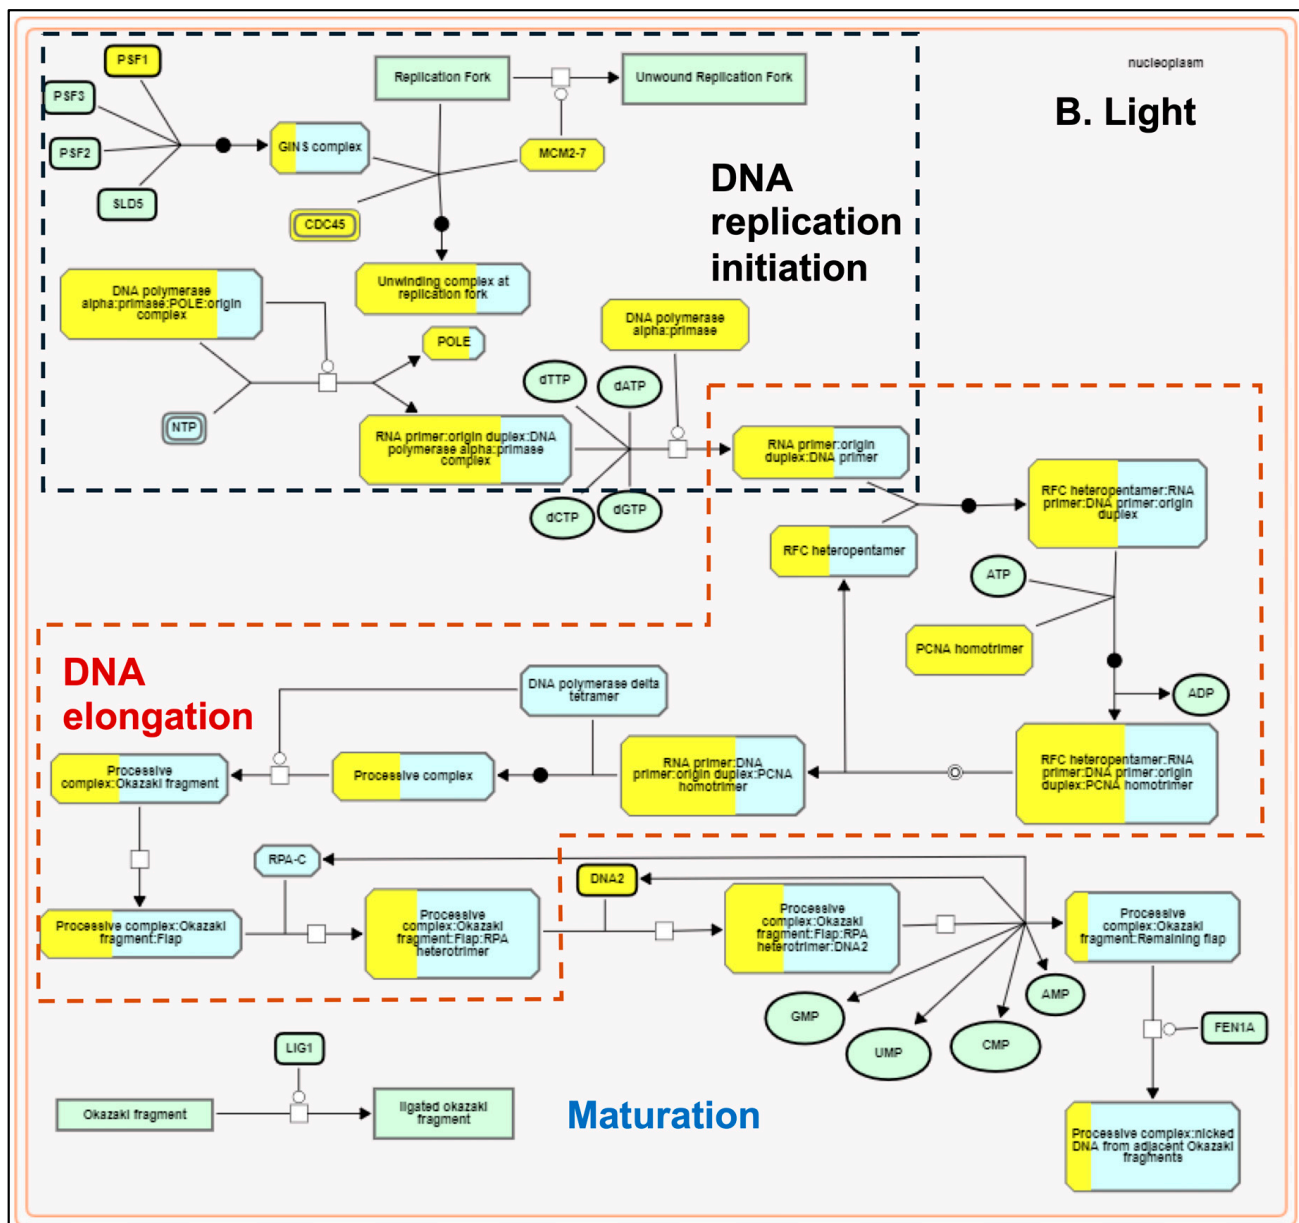 nucleoplasm
B. Light
PSF1
PSF3
PSF2
SLD5
GINS complex
Replication Fork
Unwound Replication Fork
MCM2-7
CDC45
DNA
replication
initiation
Unwinding complex at
replication fork
DNA polymerase
alpha:primase:POLE:origin
complex
POLE
NTP
DNA polymerase
alpha:primase
dTTP
dATP
RNA primer:origin duplex:DNA
polymerase alpha:primase
complex
dCTP
dGTP
RNA primer:origin
duplex:DNA primer
RFC heteropentamer
RFC heteropentamer:RNA
primer:DNA primer:origin
duplex
ATP
PCNA homotrimer
ADP
DNA
elongation
DNA polymerase delta
tetramer
Processive
complex:Okazaki fragment
Processive complex
RNA primer:DNA
primer:origin duplex:PCNA
homotrimer
RFC heteropentamer:RNA
primer:DNA primer:origin
duplex:PCNA homotrimer
RPA-C
DNA2
Processive complex:Okazaki
fragment:Flap
Processive
complex:Okazaki
fragment:Flap:RPA
heterotrimer
Processive
complex:Okazaki
fragment:Flap:RPA
heterotrimer:DNA2
Processive
complex:Okazaki
fragment:Remaining flap
GMP
UMP
CMP
AMP
FEN1A
LIG1
Okazaki fragment
ligated okazaki
fragment
Maturation
Processive complex:nicked
DNA from adjacent Okazaki
fragments